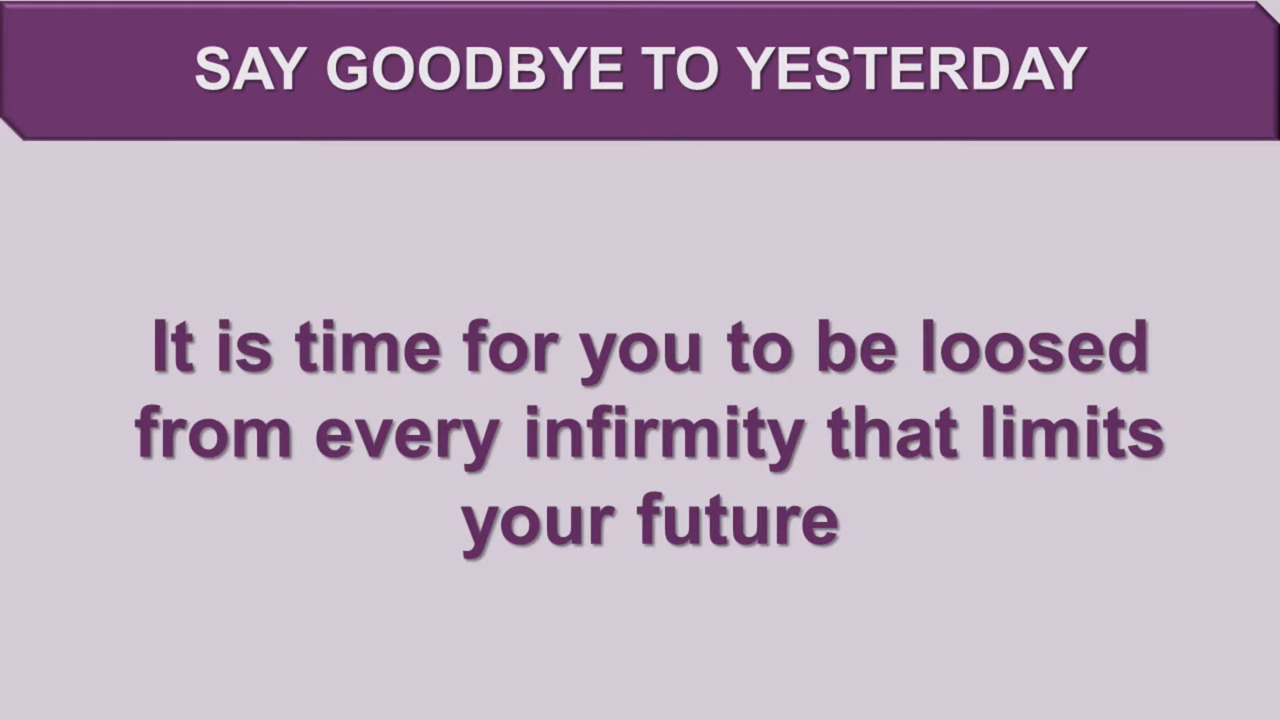 SAY GOODBYE TO YESTERDAY
It is time for you to be loosed
from every infirmity that limits
your future